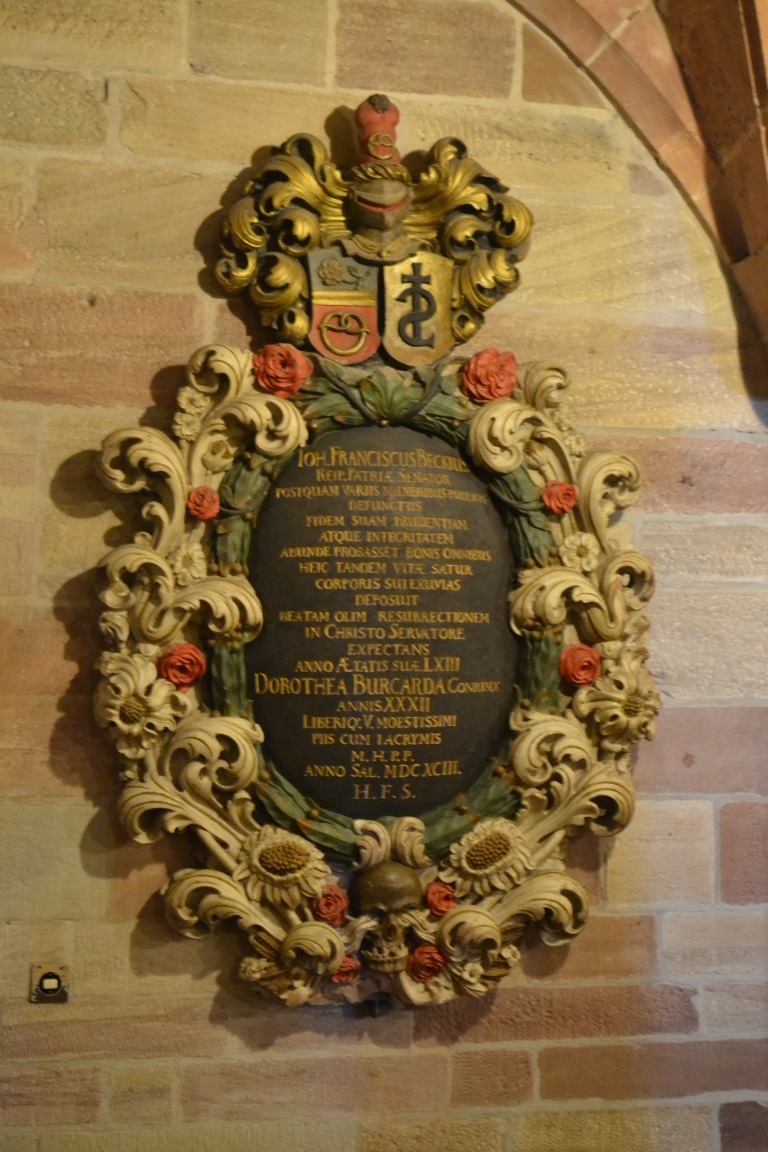 IOH. FRANCISCUS BECKIUS
REIP. PATRIÆ SENATOR
POSTQUAM VARIIS MUNERIBUS PUBLICIS
DEFUNCTUS
FIDEM SUAM PRUDENTIAM
ATQUE INTEGRITATEM
ABUNDE PROBASSET BONIS OMNIBUS
HEIC TANDEM VITÆ SATUR
CORPORIS SUI EXUVIAS
DEPOSUIT
BEATAM OLIM RESURRECTIONEM
IN CHRISTO SERVATORE
EXPECTANS
ANNO ÆTATIS SUÆ LXIII
DOROTHEA BURCARDA CONIUNX
ANNIS XXXII
LIBERIQ: V. MOESTISSIMI
PIIS CUM LACRYMIS
M. H. P. P.
ANNO SAL. MDCXCIII.
H. F. S.